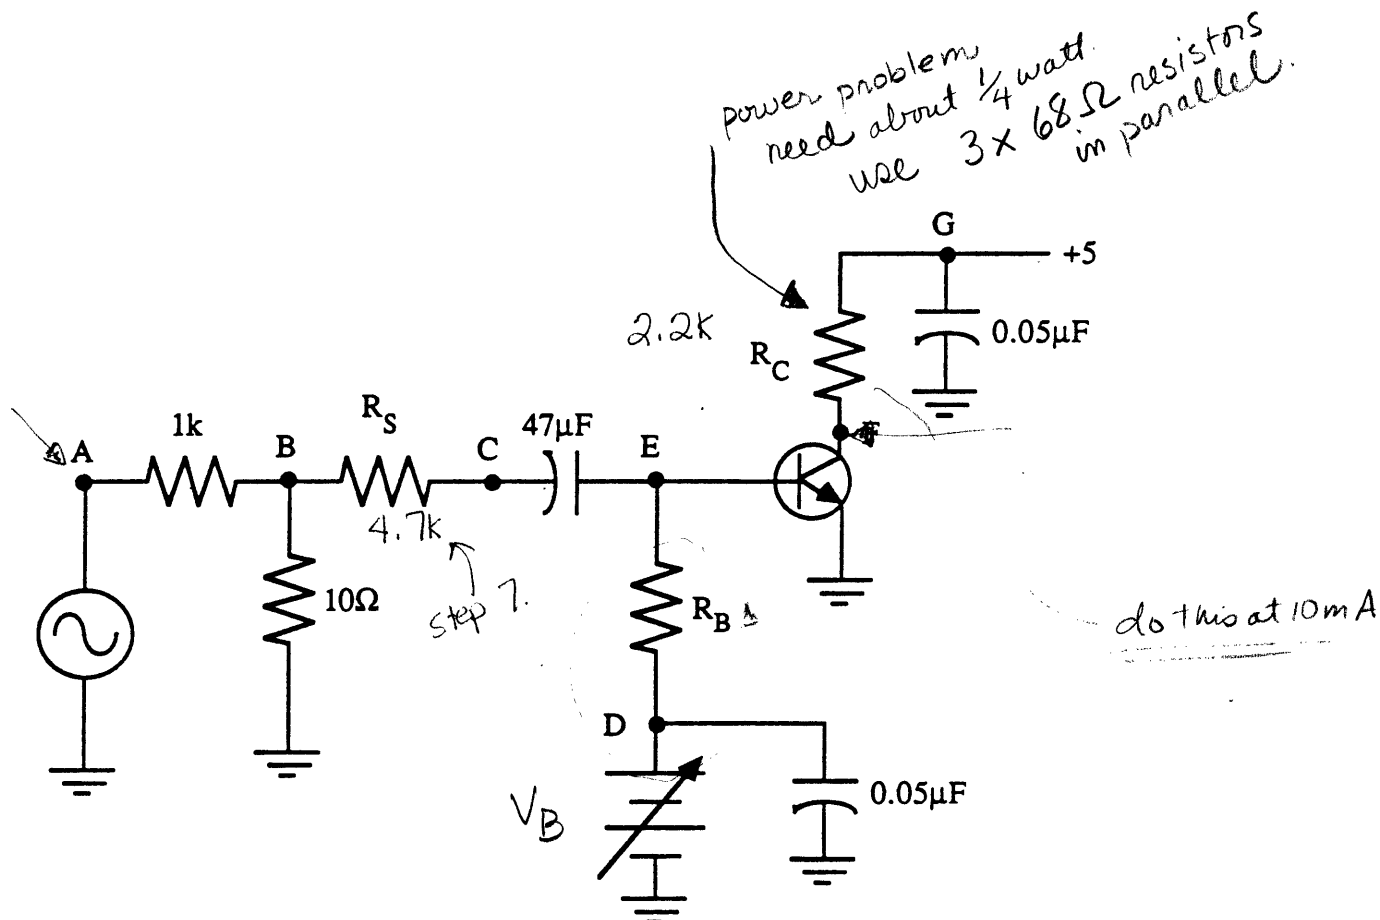 power problem
need about 1/4 watt.
use 3 x 68 Ω resistors
in parallel.
G
+5
2.2K
R_C
0.05µF
A
1k
B
R_S
C
47µF
E
4.7K
step 7.
10Ω
R_B
do this at 10mA
D
V_B
0.05µF